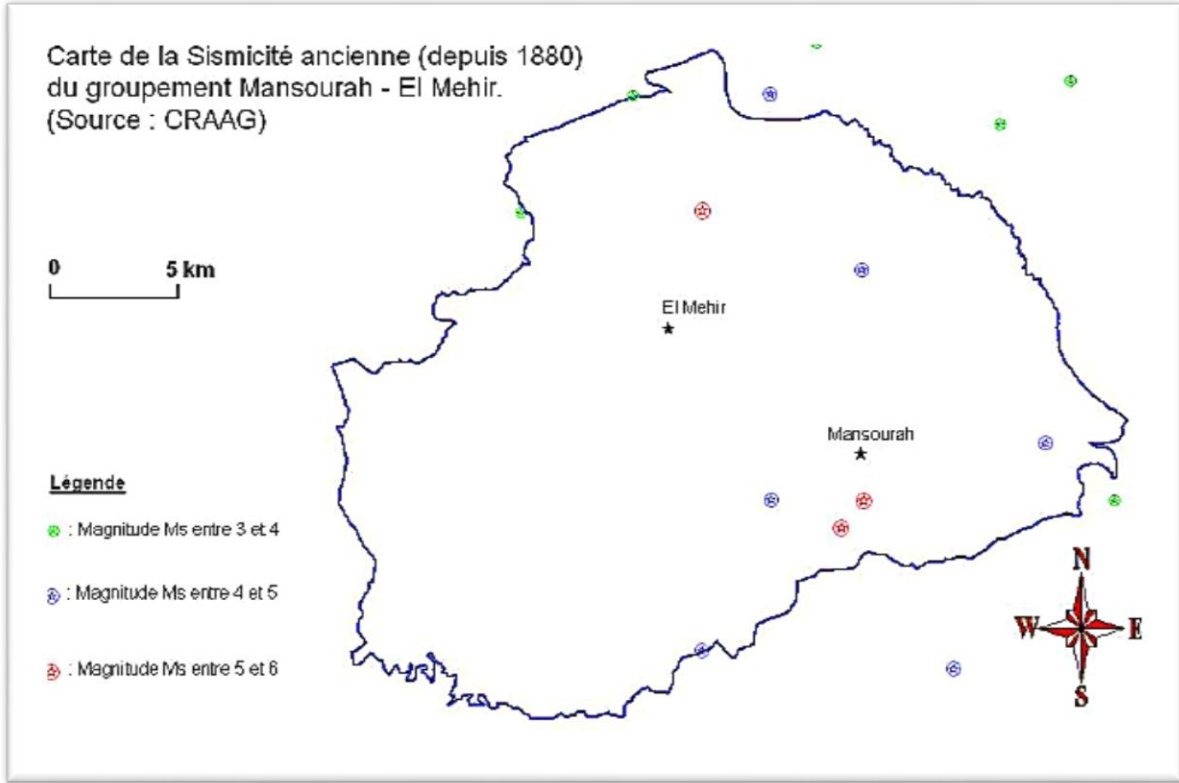 Carte de la Sismicité ancienne (depuis 1880)
du groupement Mansourah - El Mehir.
(Source : CRAAG)
0 5 km
El Mehir
Mansourah
Légende
: Magnitude Ms entre 3 et 4
: Magnitude Ms entre 4 et 5
: Magnitude Ms entre 5 et 6
N
W E
S